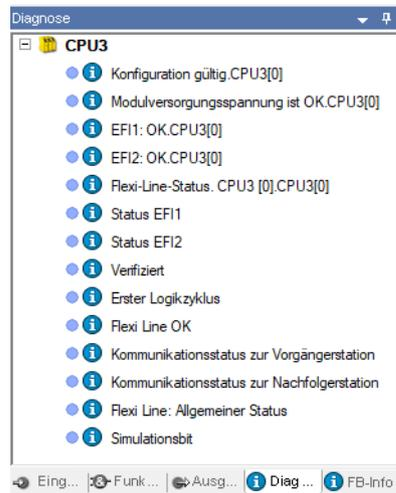 Diagnose
CPU3
Konfiguration gültig.CPU3[0]
Modulversorgungsspannung ist OK.CPU3[0]
EFI1: OK.CPU3[0]
EFI2: OK.CPU3[0]
Flexi-Line-Status. CPU3 [0].CPU3[0]
Status EFI1
Status EFI2
Verifiziert
Erster Logikzyklus
Flexi Line OK
Kommunikationsstatus zur Vorgängerstation
Kommunikationsstatus zur Nachfolgerstation
Flexi Line: Allgemeiner Status
Simulationsbit
Eing... Funk... Ausg... Diag ... FB-Info